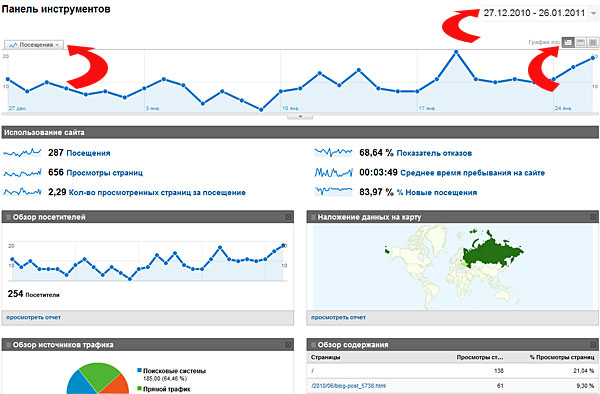 Панель инструментов
27.12.2010 - 26.01.2011
Посещения
График по:
20
20
10
10
27 дек.
3 янв.
10 янв.
17 янв.
24 янв.
Использование сайта
287 Посещения
68,64 % Показатель отказов
656 Просмотры страниц
00:03:49 Среднее время пребывания на сайте
2,29 Кол-во просмотренных страниц за посещение
83,97 % % Новые посещения
Обзор посетителей
Наложение данных на карту
20
20
10
10
254 Посетители
просмотреть отчет
просмотреть отчет
Обзор источников трафика
Обзор содержания
Поисковые системы
185,00 (64,46 %)
Прямой трафик
Страницы Просмотры ст... % Просмотры страниц
/ 138 21,04 %
/2010/06/blog-post_5738.html 61 9,30 %